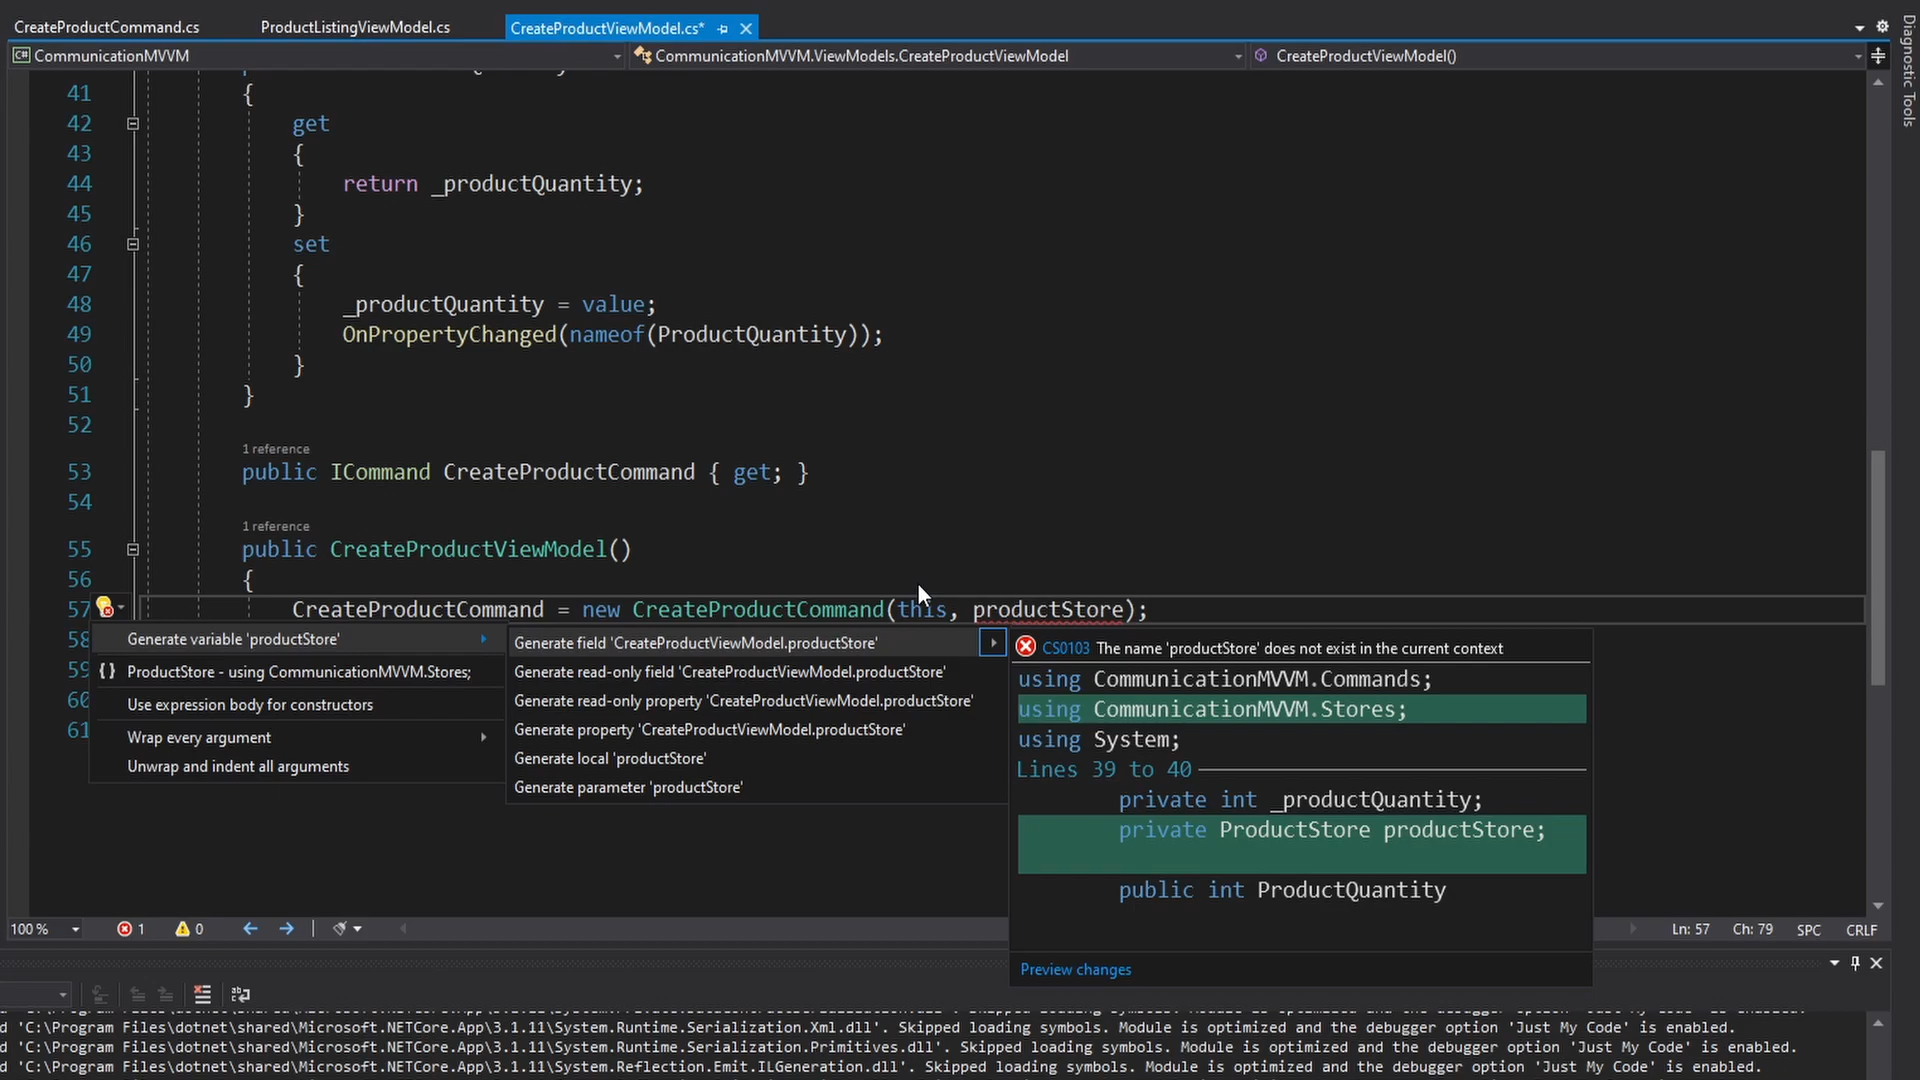 CreateProductCommand.cs ProductListingViewModel.cs CreateProductViewModel.cs*
Diagnostic Tools
C# CommunicationMVVM CommunicationMVVM.ViewModels.CreateProductViewModel CreateProductViewModel()
41 {
42 get
43 {
44 return _productQuantity;
45 }
46 set
47 {
48 _productQuantity = value;
49 OnPropertyChanged(nameof(ProductQuantity));
50 }
51 }
52
1 reference
53 public ICommand CreateProductCommand { get; }
54
1 reference
55 public CreateProductViewModel()
56 {
57 CreateProductCommand = new CreateProductCommand(this, productStore);
58
59
60
61
Generate variable 'productStore'
{ } ProductStore - using CommunicationMVVM.Stores;
Use expression body for constructors
Wrap every argument
Unwrap and indent all arguments
Generate field 'CreateProductViewModel.productStore'
Generate read-only field 'CreateProductViewModel.productStore'
Generate read-only property 'CreateProductViewModel.productStore'
Generate property 'CreateProductViewModel.productStore'
Generate local 'productStore'
Generate parameter 'productStore'
CS0103 The name 'productStore' does not exist in the current context
using CommunicationMVVM.Commands;
using CommunicationMVVM.Stores;
using System;
Lines 39 to 40
private int _productQuantity;
private ProductStore productStore;
public int ProductQuantity
Preview changes
100 % 1 0 Ln: 57 Ch: 79 SPC CRLF
d 'C:\Program Files\dotnet\shared\Microsoft.NETCore.App\3.1.11\System.Runtime.Serialization.Xml.dll'. Skipped loading symbols. Module is optimized and the debugger option 'Just My Code' is enabled.
d 'C:\Program Files\dotnet\shared\Microsoft.NETCore.App\3.1.11\System.Runtime.Serialization.Primitives.dll'. Skipped loading symbols. Module is optimized and the debugger option 'Just My Code' is enabled.
d 'C:\Program Files\dotnet\shared\Microsoft.NETCore.App\3.1.11\System.Reflection.Emit.ILGeneration.dll'. Skipped loading symbols. Module is optimized and the debugger option 'Just My Code' is enabled.